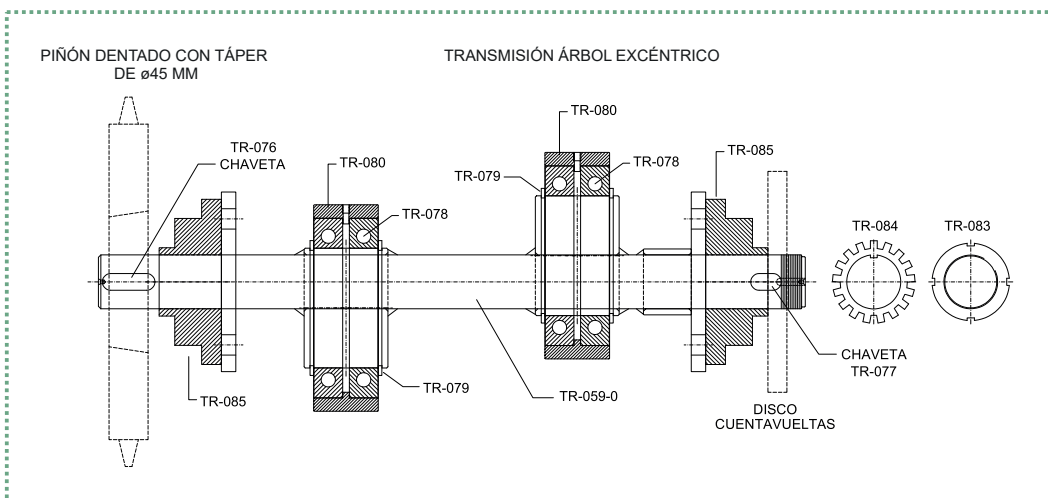 PIÑÓN DENTADO CON TÁPER
DE ø45 MM
TRANSMISIÓN ÁRBOL EXCÉNTRICO
TR-080
TR-076
CHAVETA
TR-080
TR-079
TR-078
TR-085
TR-078
TR-084
TR-083
CHAVETA
TR-077
TR-079
TR-059-0
TR-085
DISCO
CUENTAVUELTAS